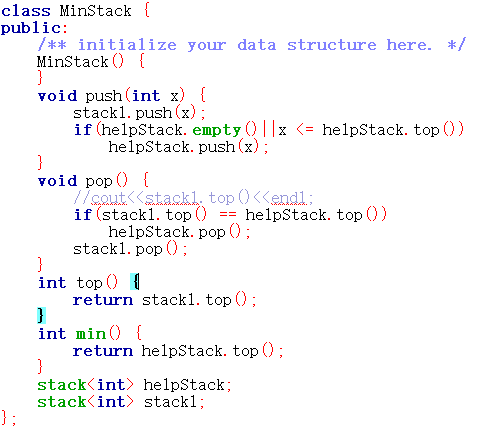 class MinStack {
public:
    /** initialize your data structure here. */
    MinStack() {
    }
    void push(int x) {
        stack1.push(x);
        if(helpStack.empty()||x <= helpStack.top())
            helpStack.push(x);
    }
    void pop() {
        //cout<<stack1.top()<<endl;
        if(stack1.top() == helpStack.top())
            helpStack.pop();
        stack1.pop();
    }
    int top() {
        return stack1.top();
    }
    int min() {
        return helpStack.top();
    }
    stack<int> helpStack;
    stack<int> stack1;
};